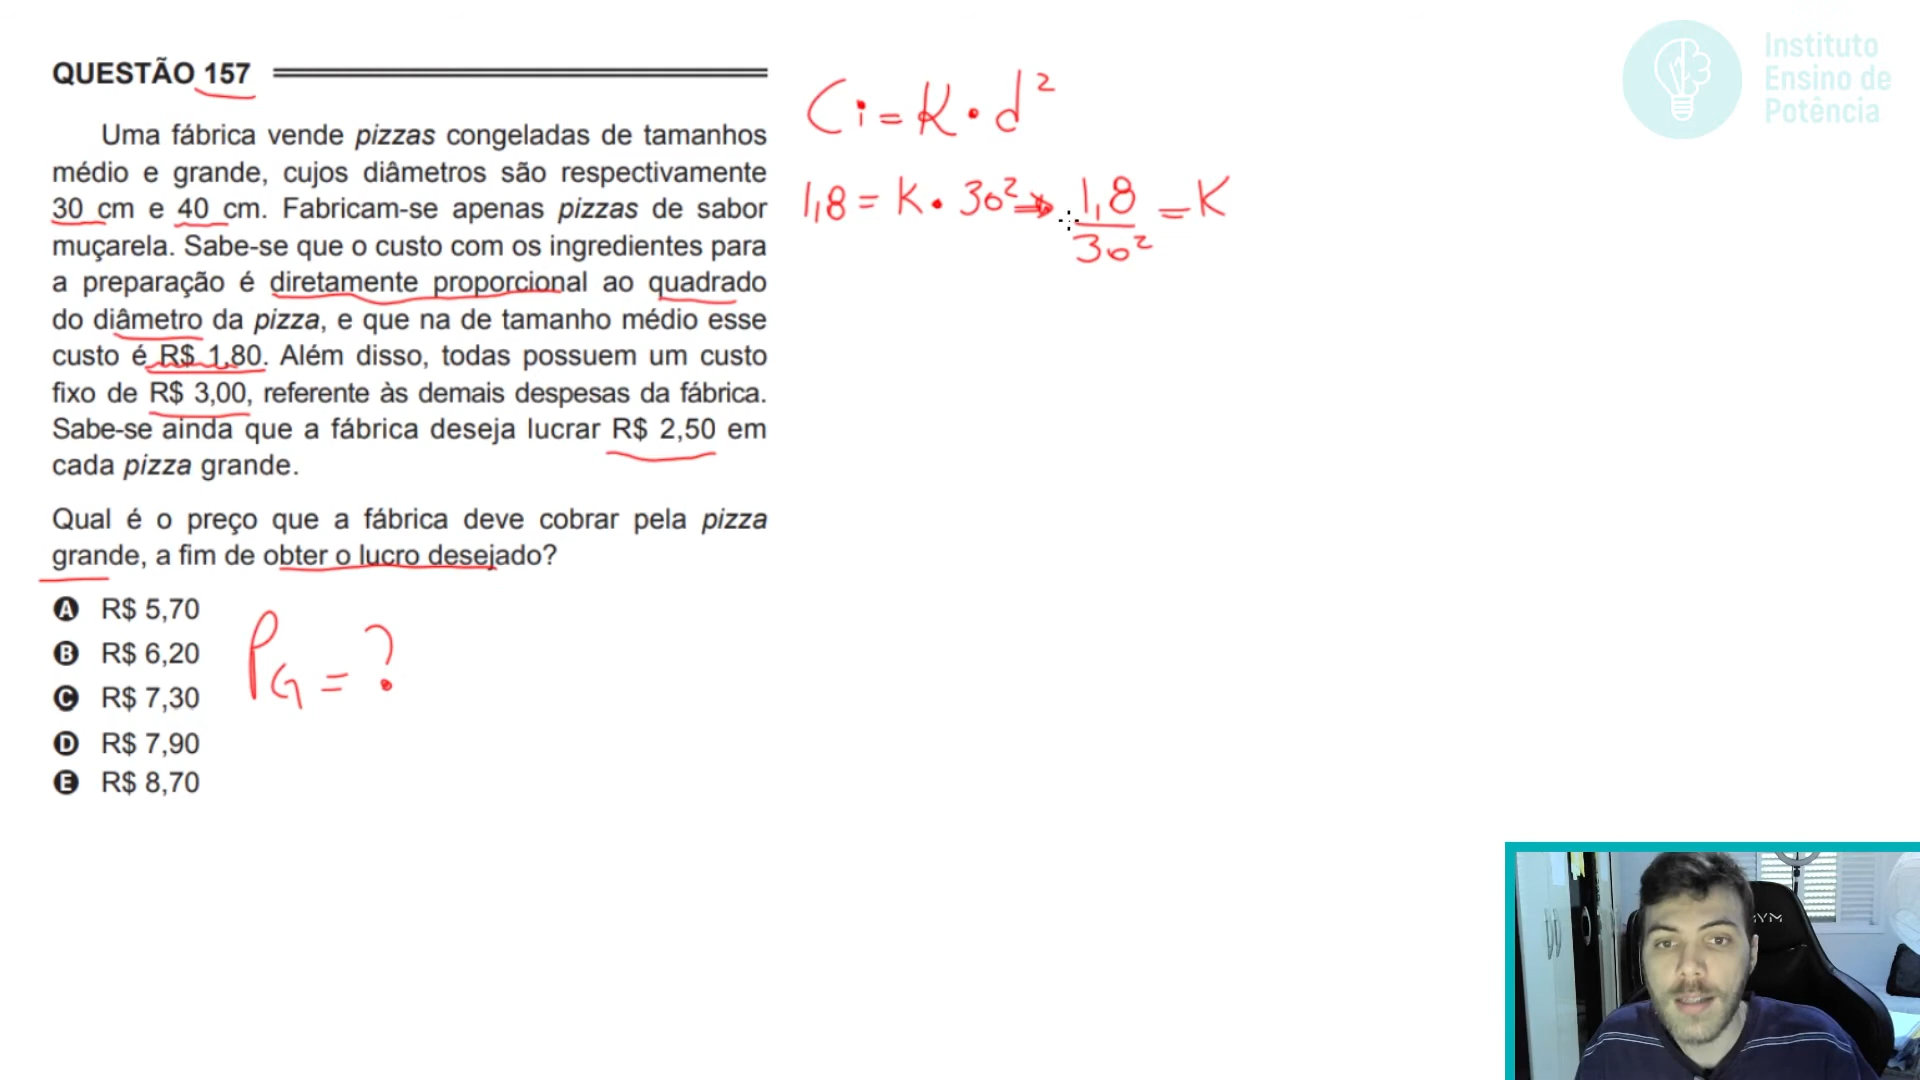 QUESTÃO 157
Uma fábrica vende pizzas congeladas de tamanhos
médio e grande, cujos diâmetros são respectivamente
30 cm e 40 cm. Fabricam-se apenas pizzas de sabor
muçarela. Sabe-se que o custo com os ingredientes para
a preparação é diretamente proporcional ao quadrado
do diâmetro da pizza, e que na de tamanho médio esse
custo é R$ 1,80. Além disso, todas possuem um custo
fixo de R$ 3,00, referente às demais despesas da fábrica.
Sabe-se ainda que a fábrica deseja lucrar R$ 2,50 em
cada pizza grande.
Qual é o preço que a fábrica deve cobrar pela pizza
grande, a fim de obter o lucro desejado?
A R$ 5,70
B R$ 6,20
C R$ 7,30
D R$ 7,90
E R$ 8,70
PG = ?
Ci = K · d²
1,8 = K · 30² ⇒ 1,8/30² = K
Instituto
Ensino de
Potência
GYM